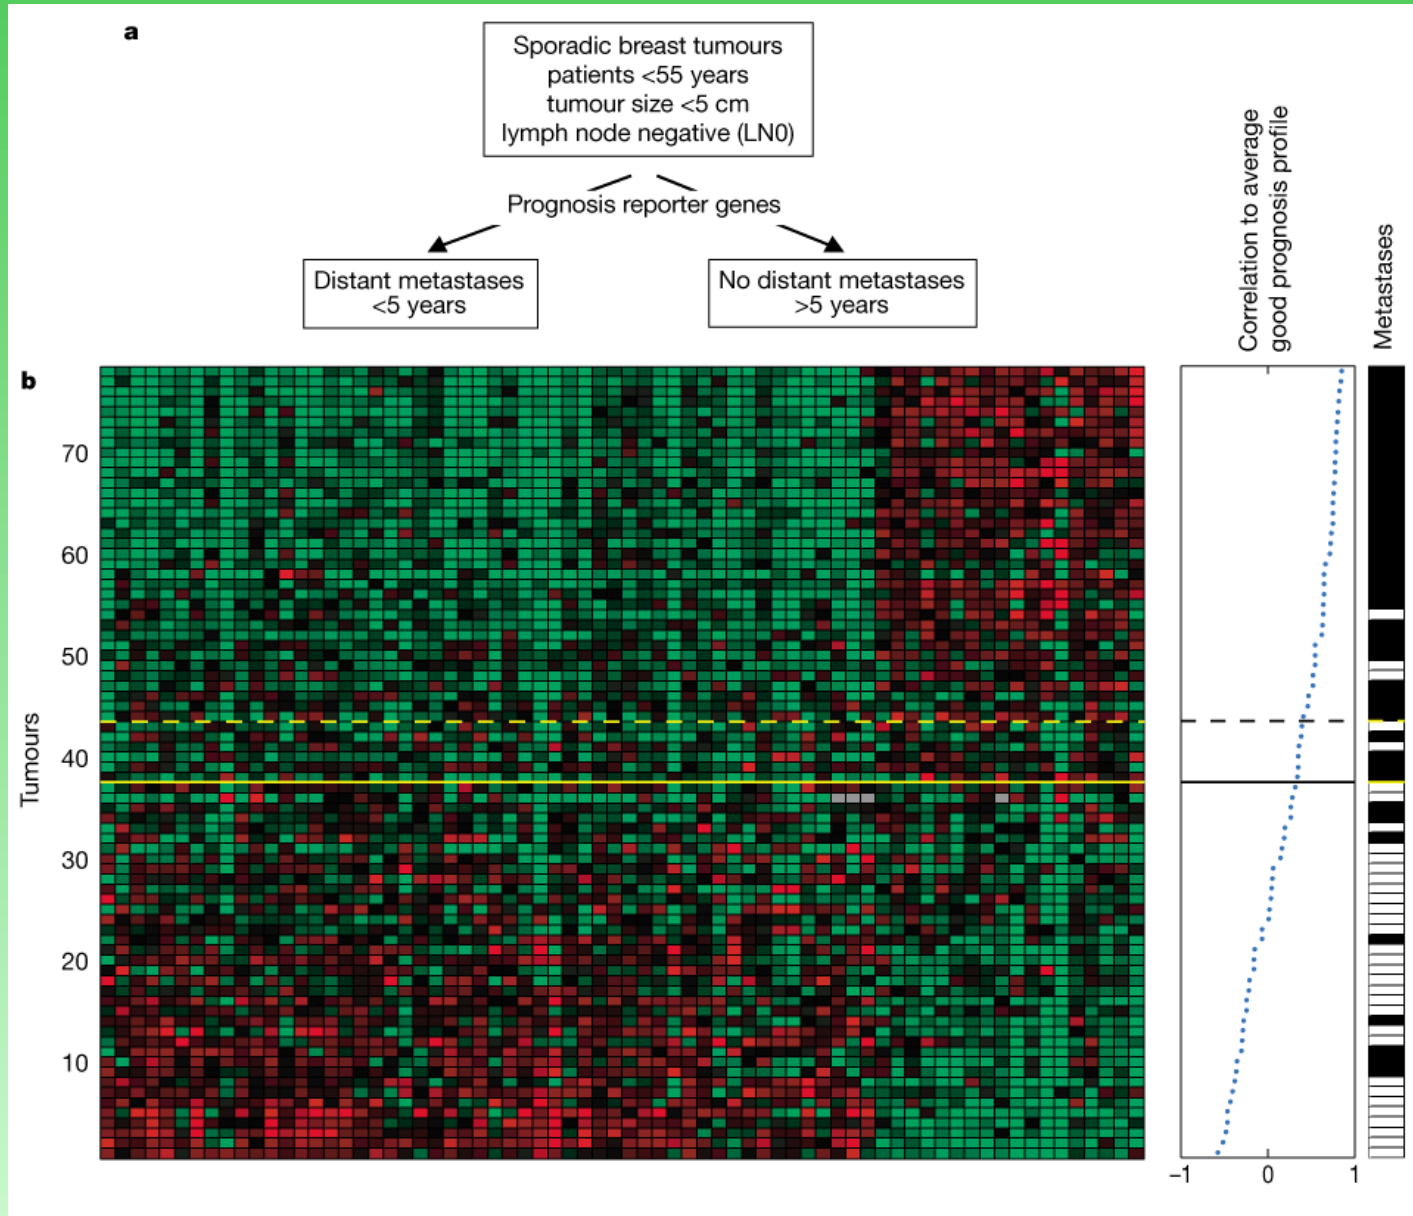 a
Sporadic breast tumours
patients <55 years
tumour size <5 cm
lymph node negative (LN0)
Prognosis reporter genes
Distant metastases
<5 years
No distant metastases
>5 years
Correlation to average
good prognosis profile
Metastases
b
70
60
50
40
30
20
10
Tumours
−1
0
1